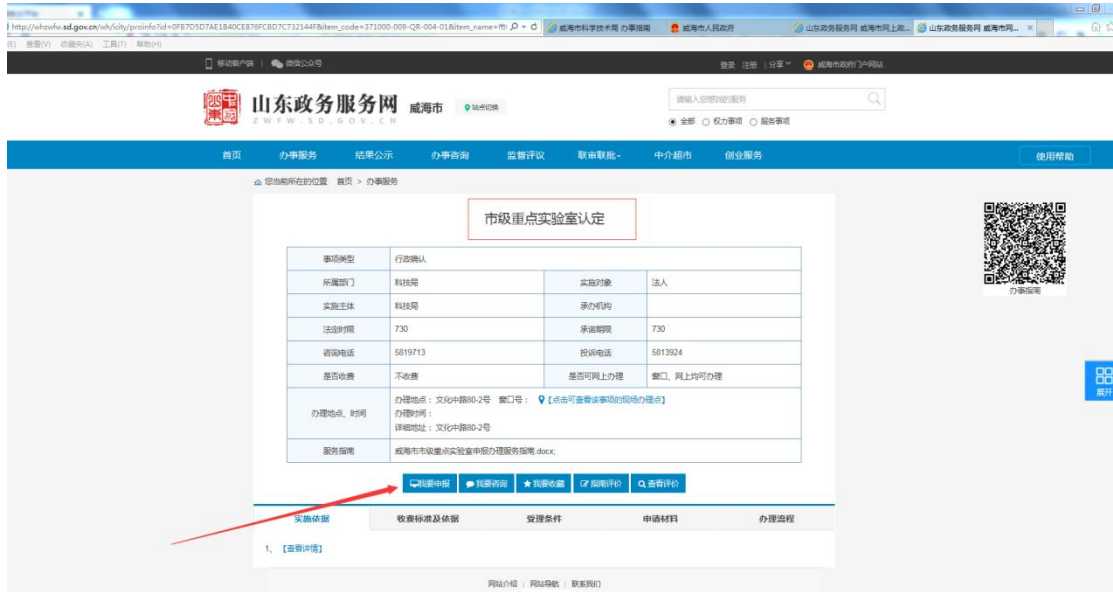 http://whzwfw.sd.gov.cn/wh/icity/proinfo?id=0FB7D5D7AE1B40CE876FCBD7C732144F&item_code=371000-009-QR-004-01&item_name=
威海市科学技术局 办事指南
威海市人民政府
山东政务服务网 威海市网上政...
山东政务服务网 威海市网... ×
(E) 查看(V) 收藏夹(A) 工具(T) 帮助(H)
移动客户端 | 微信公众号
登录 注册 | 分享
威海市政府门户网站
山东政务服务网 威海市 站点切换
ZWFW.SD.GOV.CN
请输入您想找的服务
全部 权力事项 服务事项
首页 办事服务 结果公示 办事咨询 监督评议 联审联批 中介超市 创业服务 使用帮助
您当前所在的位置: 首页 > 办事服务
市级重点实验室认定
事项类型 行政确认
所属部门 科技局 实施对象 法人
实施主体 科技局 承办机构
法定时限 730 承诺期限 730
咨询电话 5819713 投诉电话 5813924
是否收费 不收费 是否可网上办理 窗口、网上均可办理
办理地点、时间
办理地点：文化中路80-2号 窗口号： 【点击可查看该事项的现场办理点】
办理时间：
详细地址：文化中路80-2号
服务指南 威海市市级重点实验室申报办理服务指南.docx;
办事指南
展开
我要申报 我要咨询 我要收藏 指南评价 查看评价
实施依据 收费标准及依据 受理条件 申请材料 办理流程
1、【查看详情】
网站介绍 | 网站导航 | 联系我们